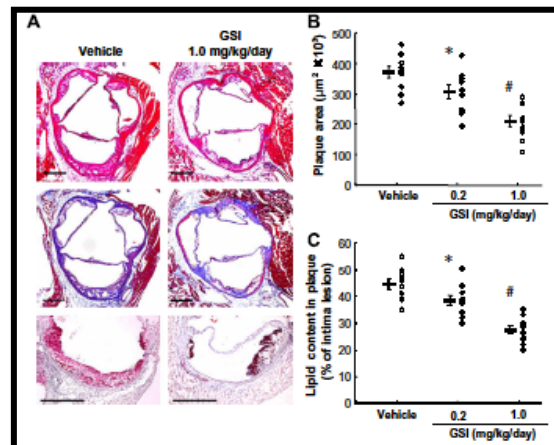 A
Vehicle
GSI
1.0 mg/kg/day
B
Plaque area (µm² ×10³)
500
400
300
200
100
0
*
#
Vehicle
0.2
1.0
GSI (mg/kg/day)
C
Lipid content in plaque
(% of intima lesion)
60
50
40
30
20
10
0
*
#
Vehicle
0.2
1.0
GSI (mg/kg/day)